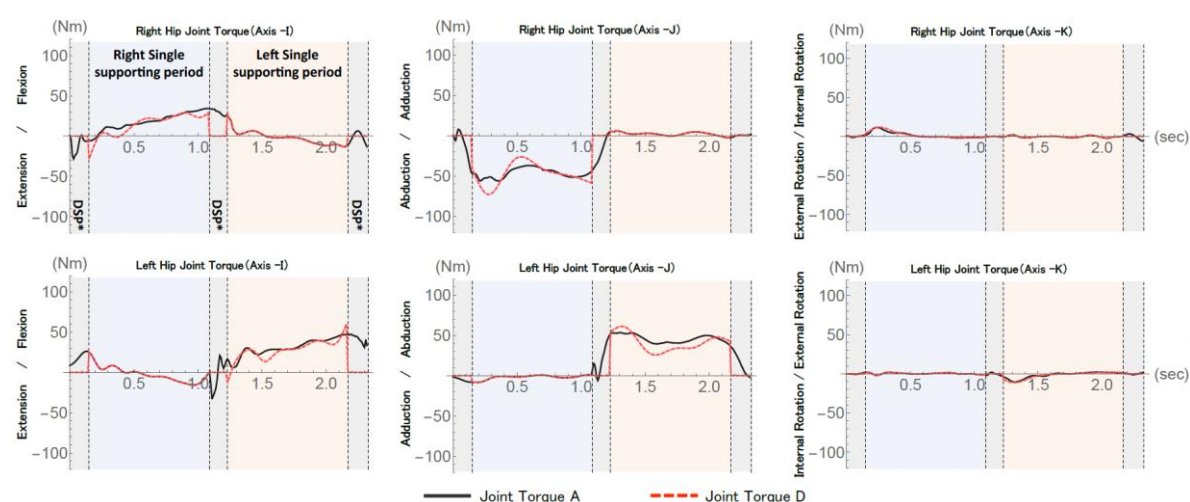 (Nm)
Right Hip Joint Torque(Axis -I)
100
50
0
−50
−100
Extension / Flexion
Right Single
supporting period
Left Single
supporting period
0.5
1.0
1.5
2.0
DSP*
DSP*
DSP*
(Nm)
Right Hip Joint Torque(Axis -J)
100
50
0
−50
−100
Abduction / Adduction
0.5
1.0
1.5
2.0
(Nm)
Right Hip Joint Torque(Axis -K)
100
50
0
−50
−100
External Rotation / Internal Rotation
0.5
1.0
1.5
2.0
(sec)
(Nm)
Left Hip Joint Torque(Axis -I)
100
50
0
−50
−100
Extension / Flexion
0.5
1.0
1.5
2.0
(Nm)
Left Hip Joint Torque(Axis -J)
100
50
0
−50
−100
Adduction / Abduction
0.5
1.0
1.5
2.0
(Nm)
Left Hip Joint Torque(Axis -K)
100
50
0
−50
−100
Internal Rotation / External Rotation
0.5
1.0
1.5
2.0
(sec)
Joint Torque A
Joint Torque D